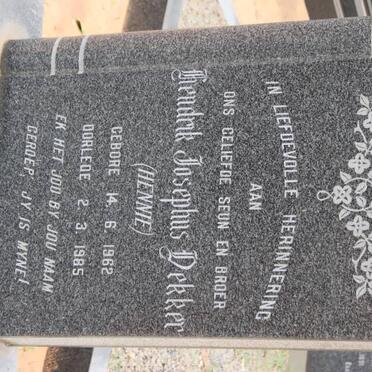 IN LIEFDEVOLLE HERINNERING
AAN
ONS GELIEFDE SEUN EN BROER
Hendrik Josephus Dekker
(HENNIE)
GEBORE 14. 6. 1962
OORLEDE 2. 3. 1985
EK HET JOU BY JOU NAAM
GEROEP, JY IS MYNE!